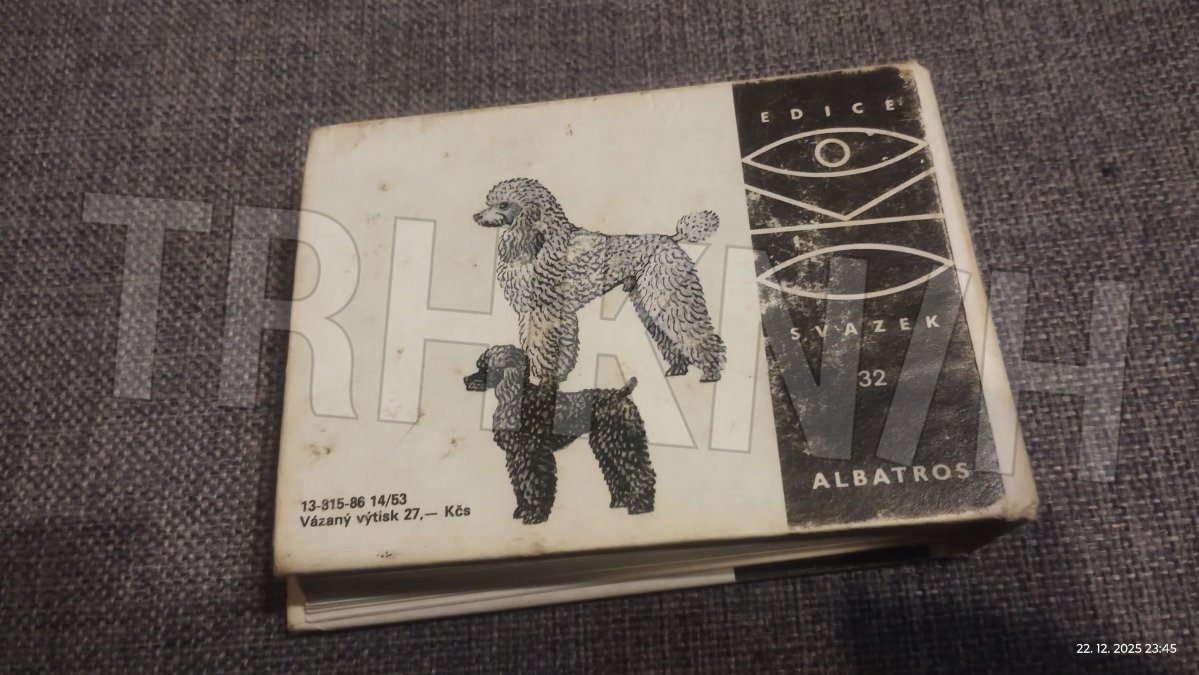 EDICE
OKO
SVAZEK
32
ALBATROS
13-815-86 14/53
Vázaný výtisk 27,— Kčs
TRHKNIH
22. 12. 2025 23:45